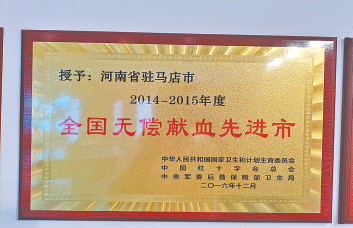 授予：河南省驻马店市
2014-2015年度
全国无偿献血先进市
中华人民共和国国家卫生和计划生育委员会
中国红十字会总会
中央军委后勤保障部卫生局
二〇一六年十二月